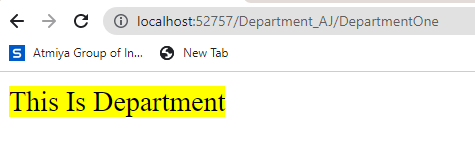 localhost:52757/Department_AJ/DepartmentOne
S Atmiya Group of In... New Tab
This Is Department